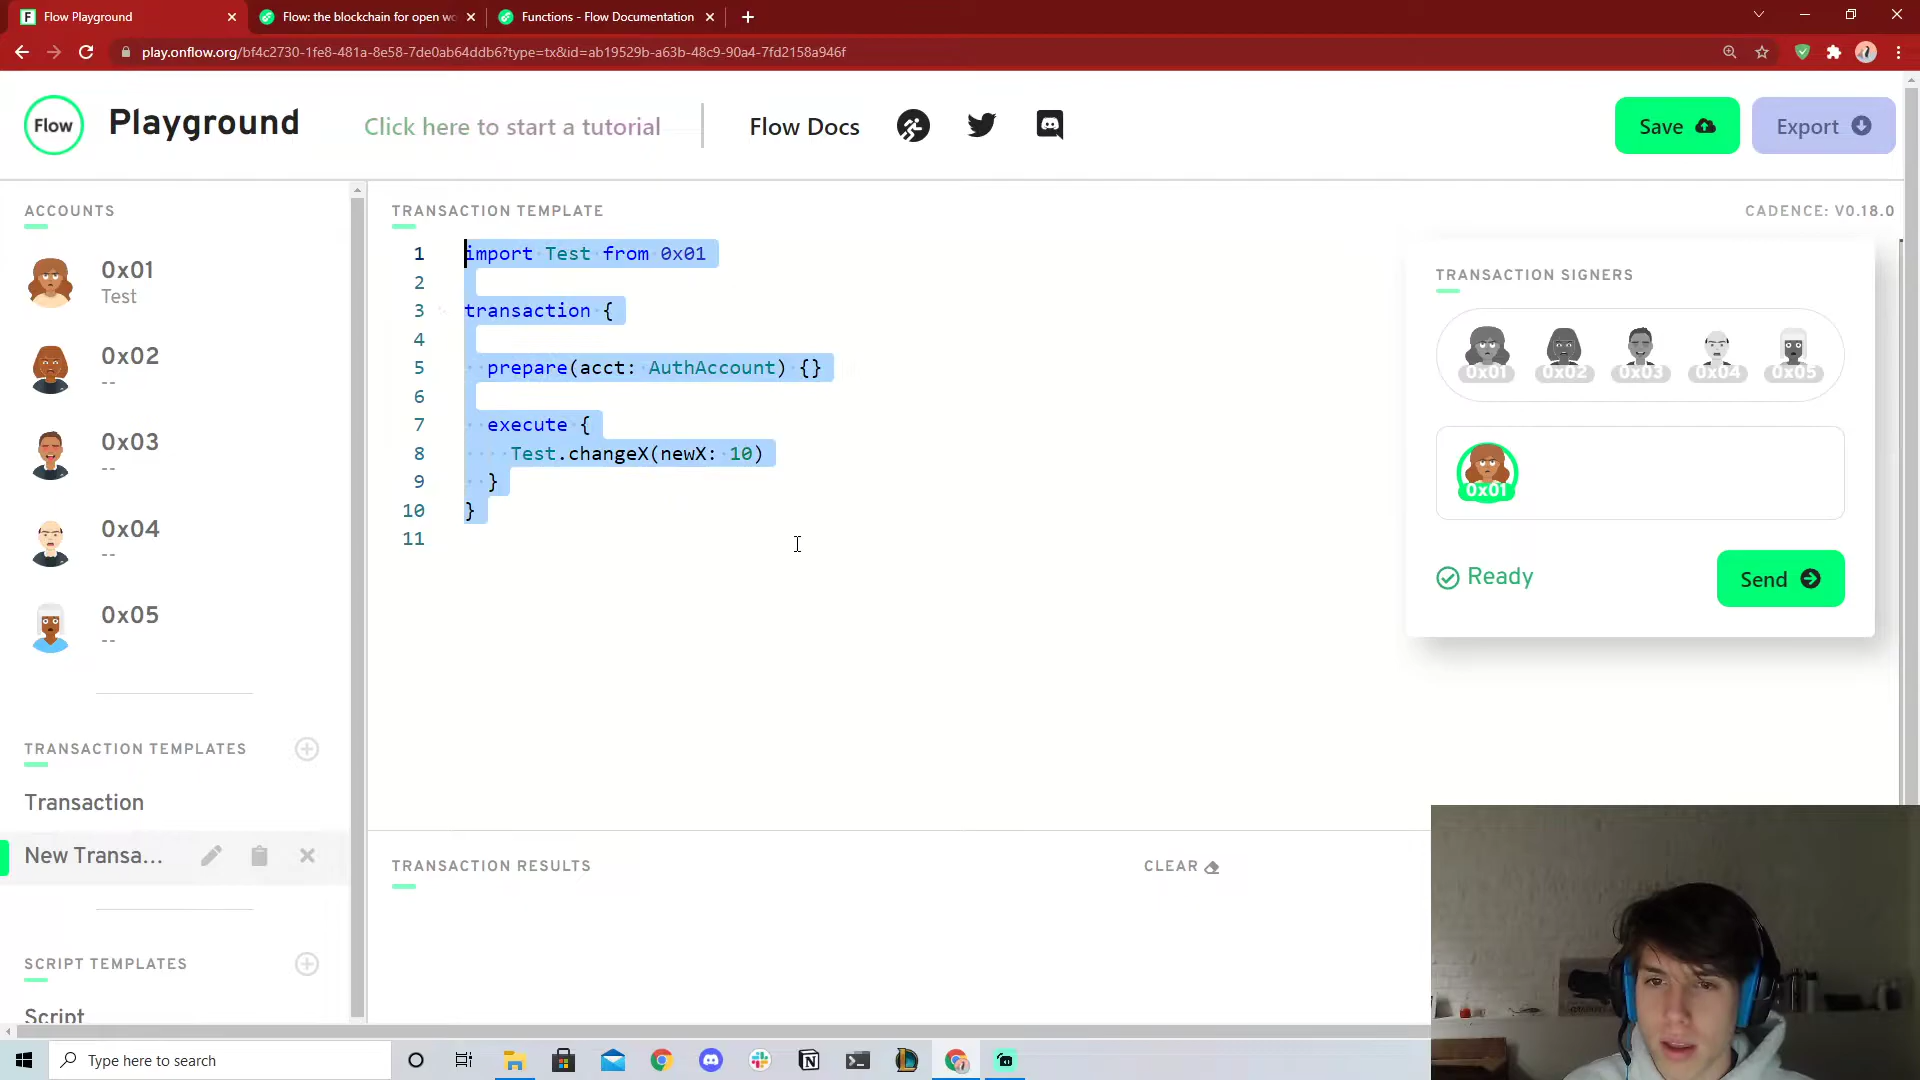 Flow Playground
Flow: the blockchain for open wo
Functions - Flow Documentation
play.onflow.org/bf4c2730-1fe8-481a-8e58-7de0ab64ddb6?type=tx&id=ab19529b-a63b-48c9-90a4-7fd2158a946f
Flow
Playground
Click here to start a tutorial
Flow Docs
Save
Export
ACCOUNTS
0x01
Test
0x02
--
0x03
--
0x04
--
0x05
--
TRANSACTION TEMPLATES
Transaction
New Transa...
SCRIPT TEMPLATES
Script
TRANSACTION TEMPLATE
CADENCE: V0.18.0
1 import Test from 0x01
2
3 transaction {
4
5 prepare(acct: AuthAccount) {}
6
7 execute {
8 Test.changeX(newX: 10)
9 }
10 }
11
TRANSACTION SIGNERS
0x01 0x02 0x03 0x04 0x05
0x01
Ready
Send
TRANSACTION RESULTS
CLEAR
Type here to search